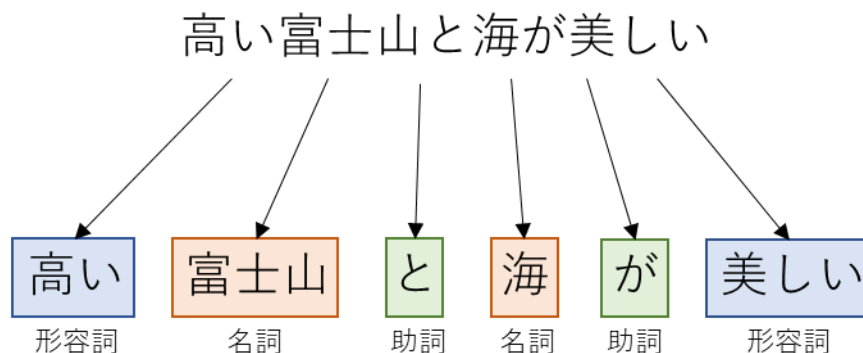 高い富士山と海が美しい
高い 富士山 と 海 が 美しい
形容詞 名詞 助詞 名詞 助詞 形容詞